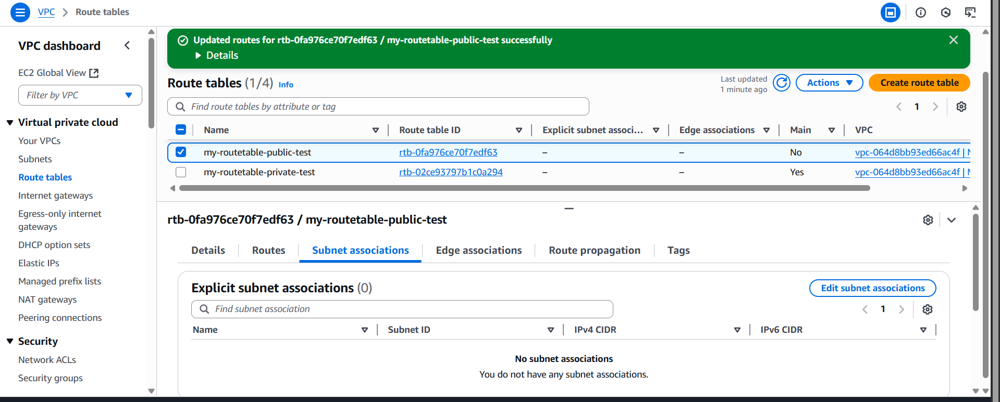 VPC > Route tables
VPC dashboard
EC2 Global View
Filter by VPC
Virtual private cloud
Your VPCs
Subnets
Route tables
Internet gateways
Egress-only internet
gateways
DHCP option sets
Elastic IPs
Managed prefix lists
NAT gateways
Peering connections
Security
Network ACLs
Security groups
Updated routes for rtb-0fa976ce70f7edf63 / my-routetable-public-test successfully
Details
Route tables (1/4) Info
Last updated
1 minute ago
Actions
Create route table
Find route tables by attribute or tag
1
Name Route table ID Explicit subnet associ... Edge associations Main VPC
my-routetable-public-test rtb-0fa976ce70f7edf63 – – No vpc-064d8bb93ed66ac4f |
my-routetable-private-test rtb-02ce93797b1c0a294 – – Yes vpc-064d8bb93ed66ac4f |
rtb-0fa976ce70f7edf63 / my-routetable-public-test
Details Routes Subnet associations Edge associations Route propagation Tags
Explicit subnet associations (0)
Edit subnet associations
Find subnet association
1
Name Subnet ID IPv4 CIDR IPv6 CIDR
No subnet associations
You do not have any subnet associations.